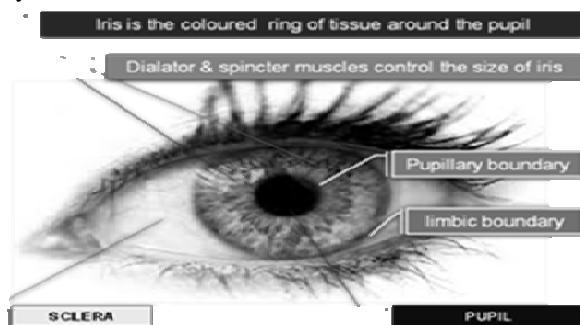 Iris is the coloured ring of tissue around the pupil
Dialator & spincter muscles control the size of iris
Pupillary boundary
limbic boundary
SCLERA
PUPIL